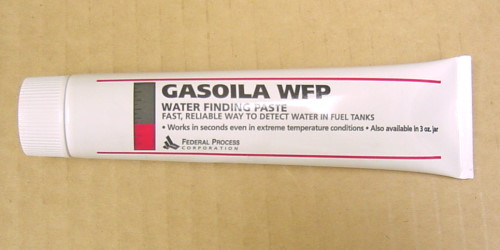 GASOILA WFP
WATER FINDING PASTE
FAST, RELIABLE WAY TO DETECT WATER IN FUEL TANKS
• Works in seconds even in extreme temperature conditions • Also available in 3 oz. jar
FEDERAL PROCESS
CORPORATION